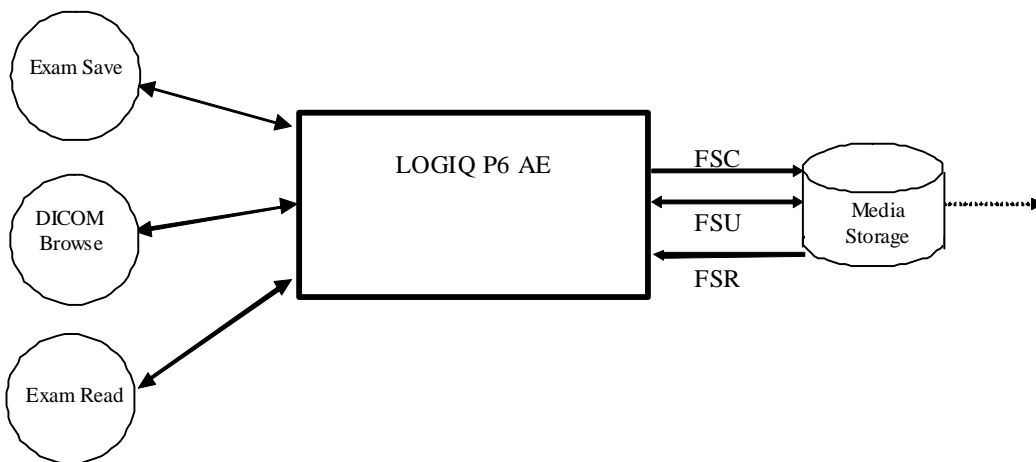 Exam Save
DICOM
Browse
Exam Read
LOGIQ P6 AE
FSC
FSU
FSR
Media
Storage